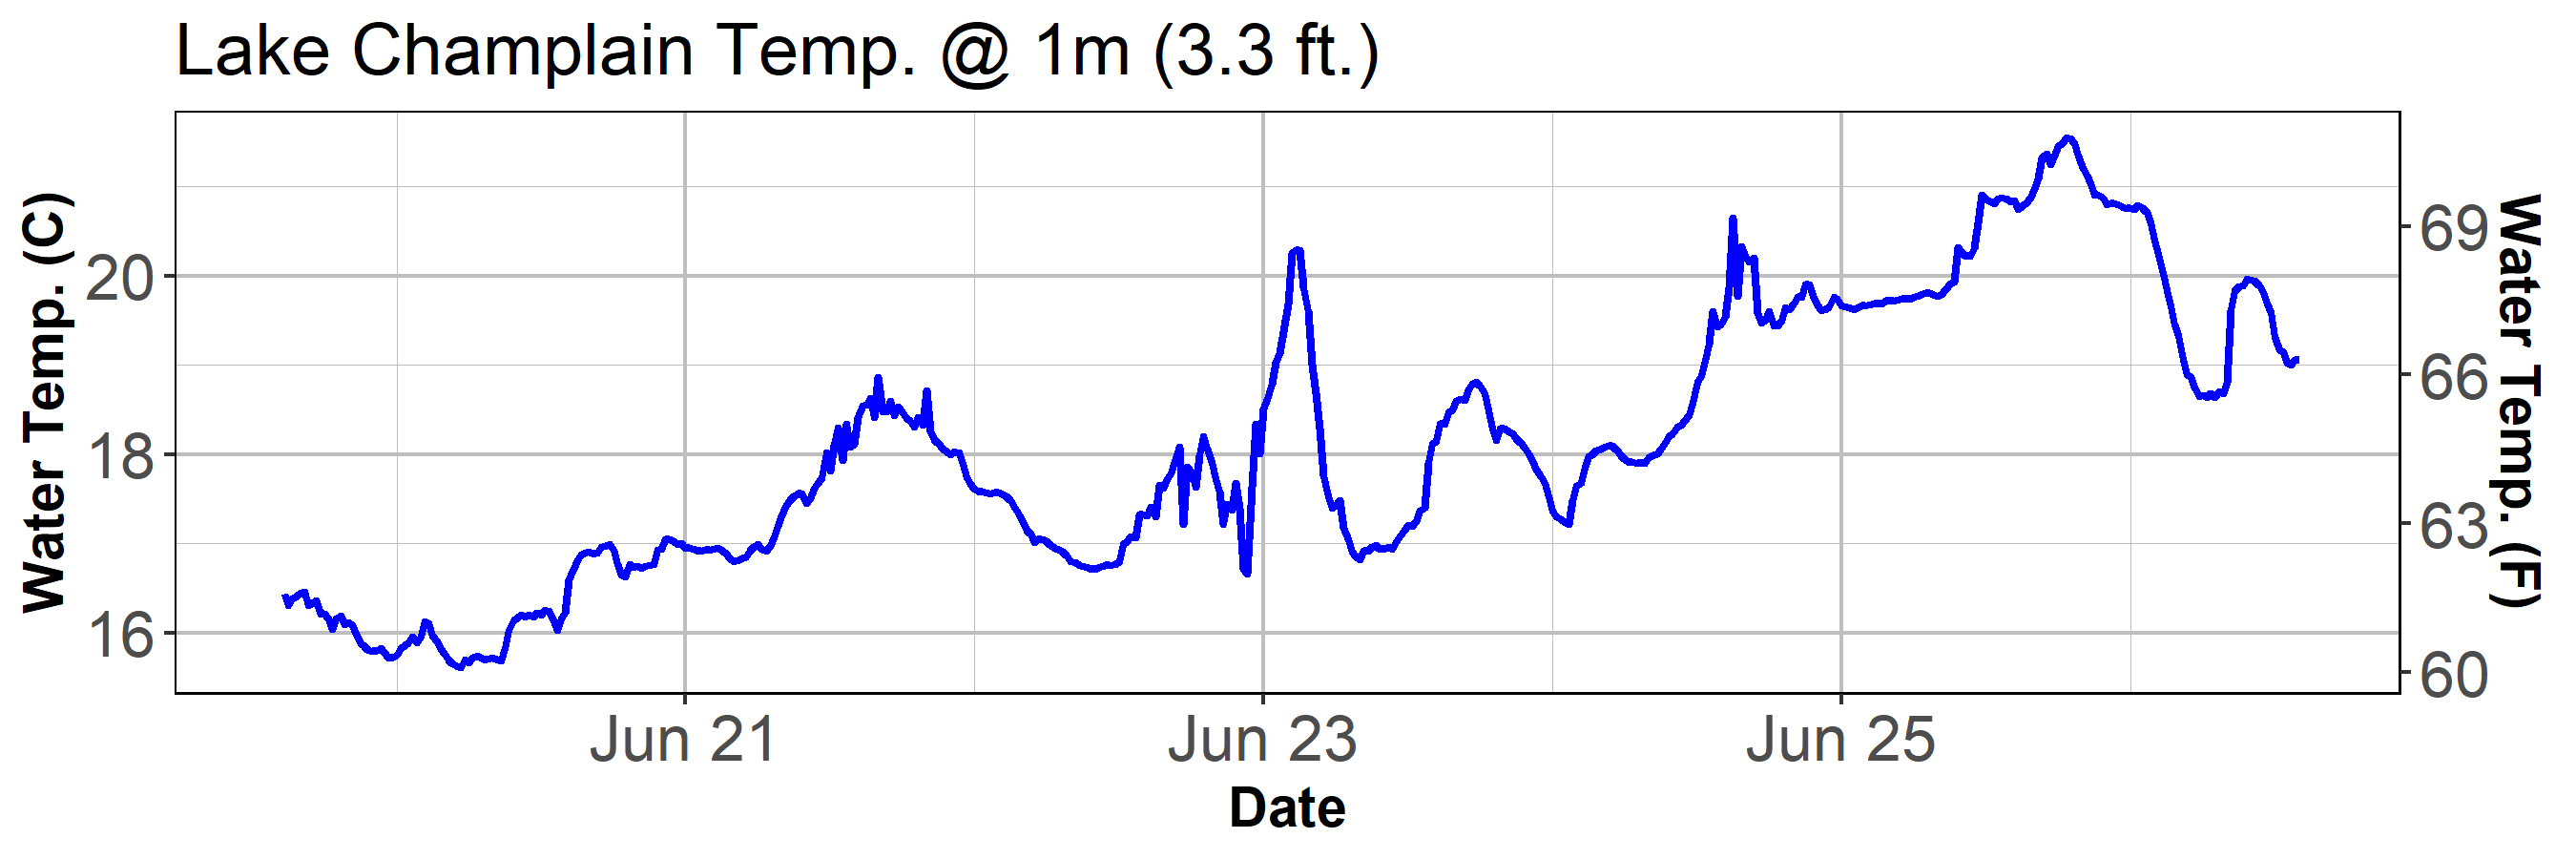 Lake Champlain Temp. @ 1m (3.3 ft.)
Water Temp. (C)
20
18
16
69
66
63
60
Water Temp. (F)
Jun 21
Jun 23
Jun 25
Date